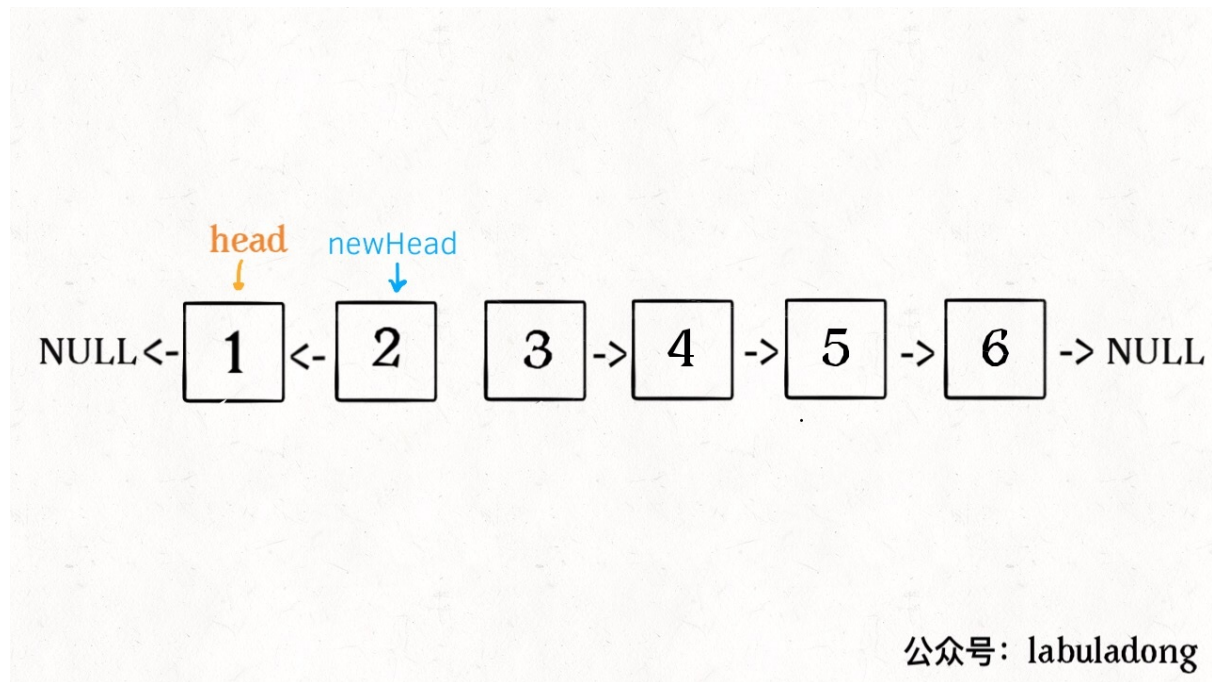 head newHead
NULL<- 1 <- 2 3 -> 4 -> 5 -> 6 -> NULL
公众号：labuladong